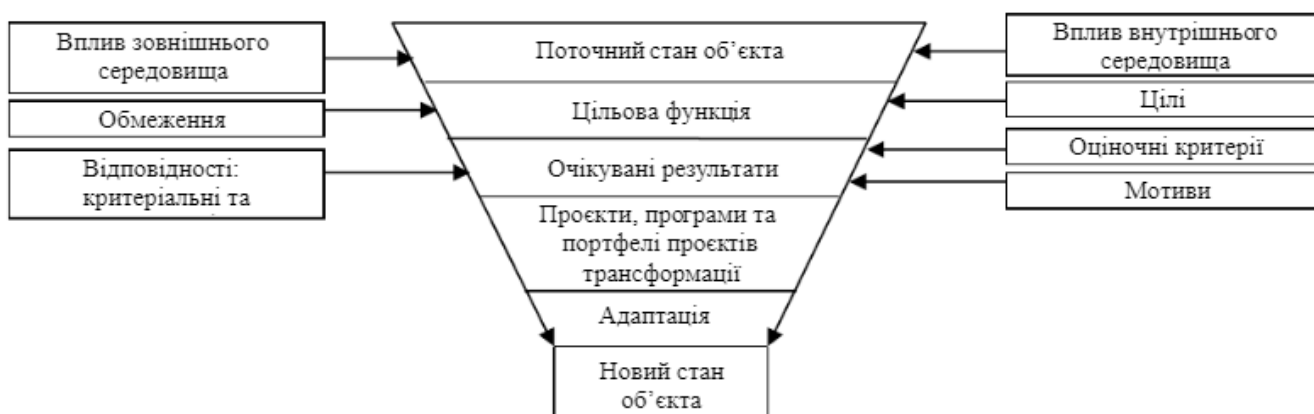 Вплив зовнішнього
середовища
Обмеження
Відповідності:
критеріальні та
Поточний стан об’єкта
Цільова функція
Очікувані результати
Проєкти, програми та
портфелі проєктів
трансформації
Адаптація
Новий стан
об’єкта
Вплив внутрішнього
середовища
Цілі
Оціночні критерії
Мотиви